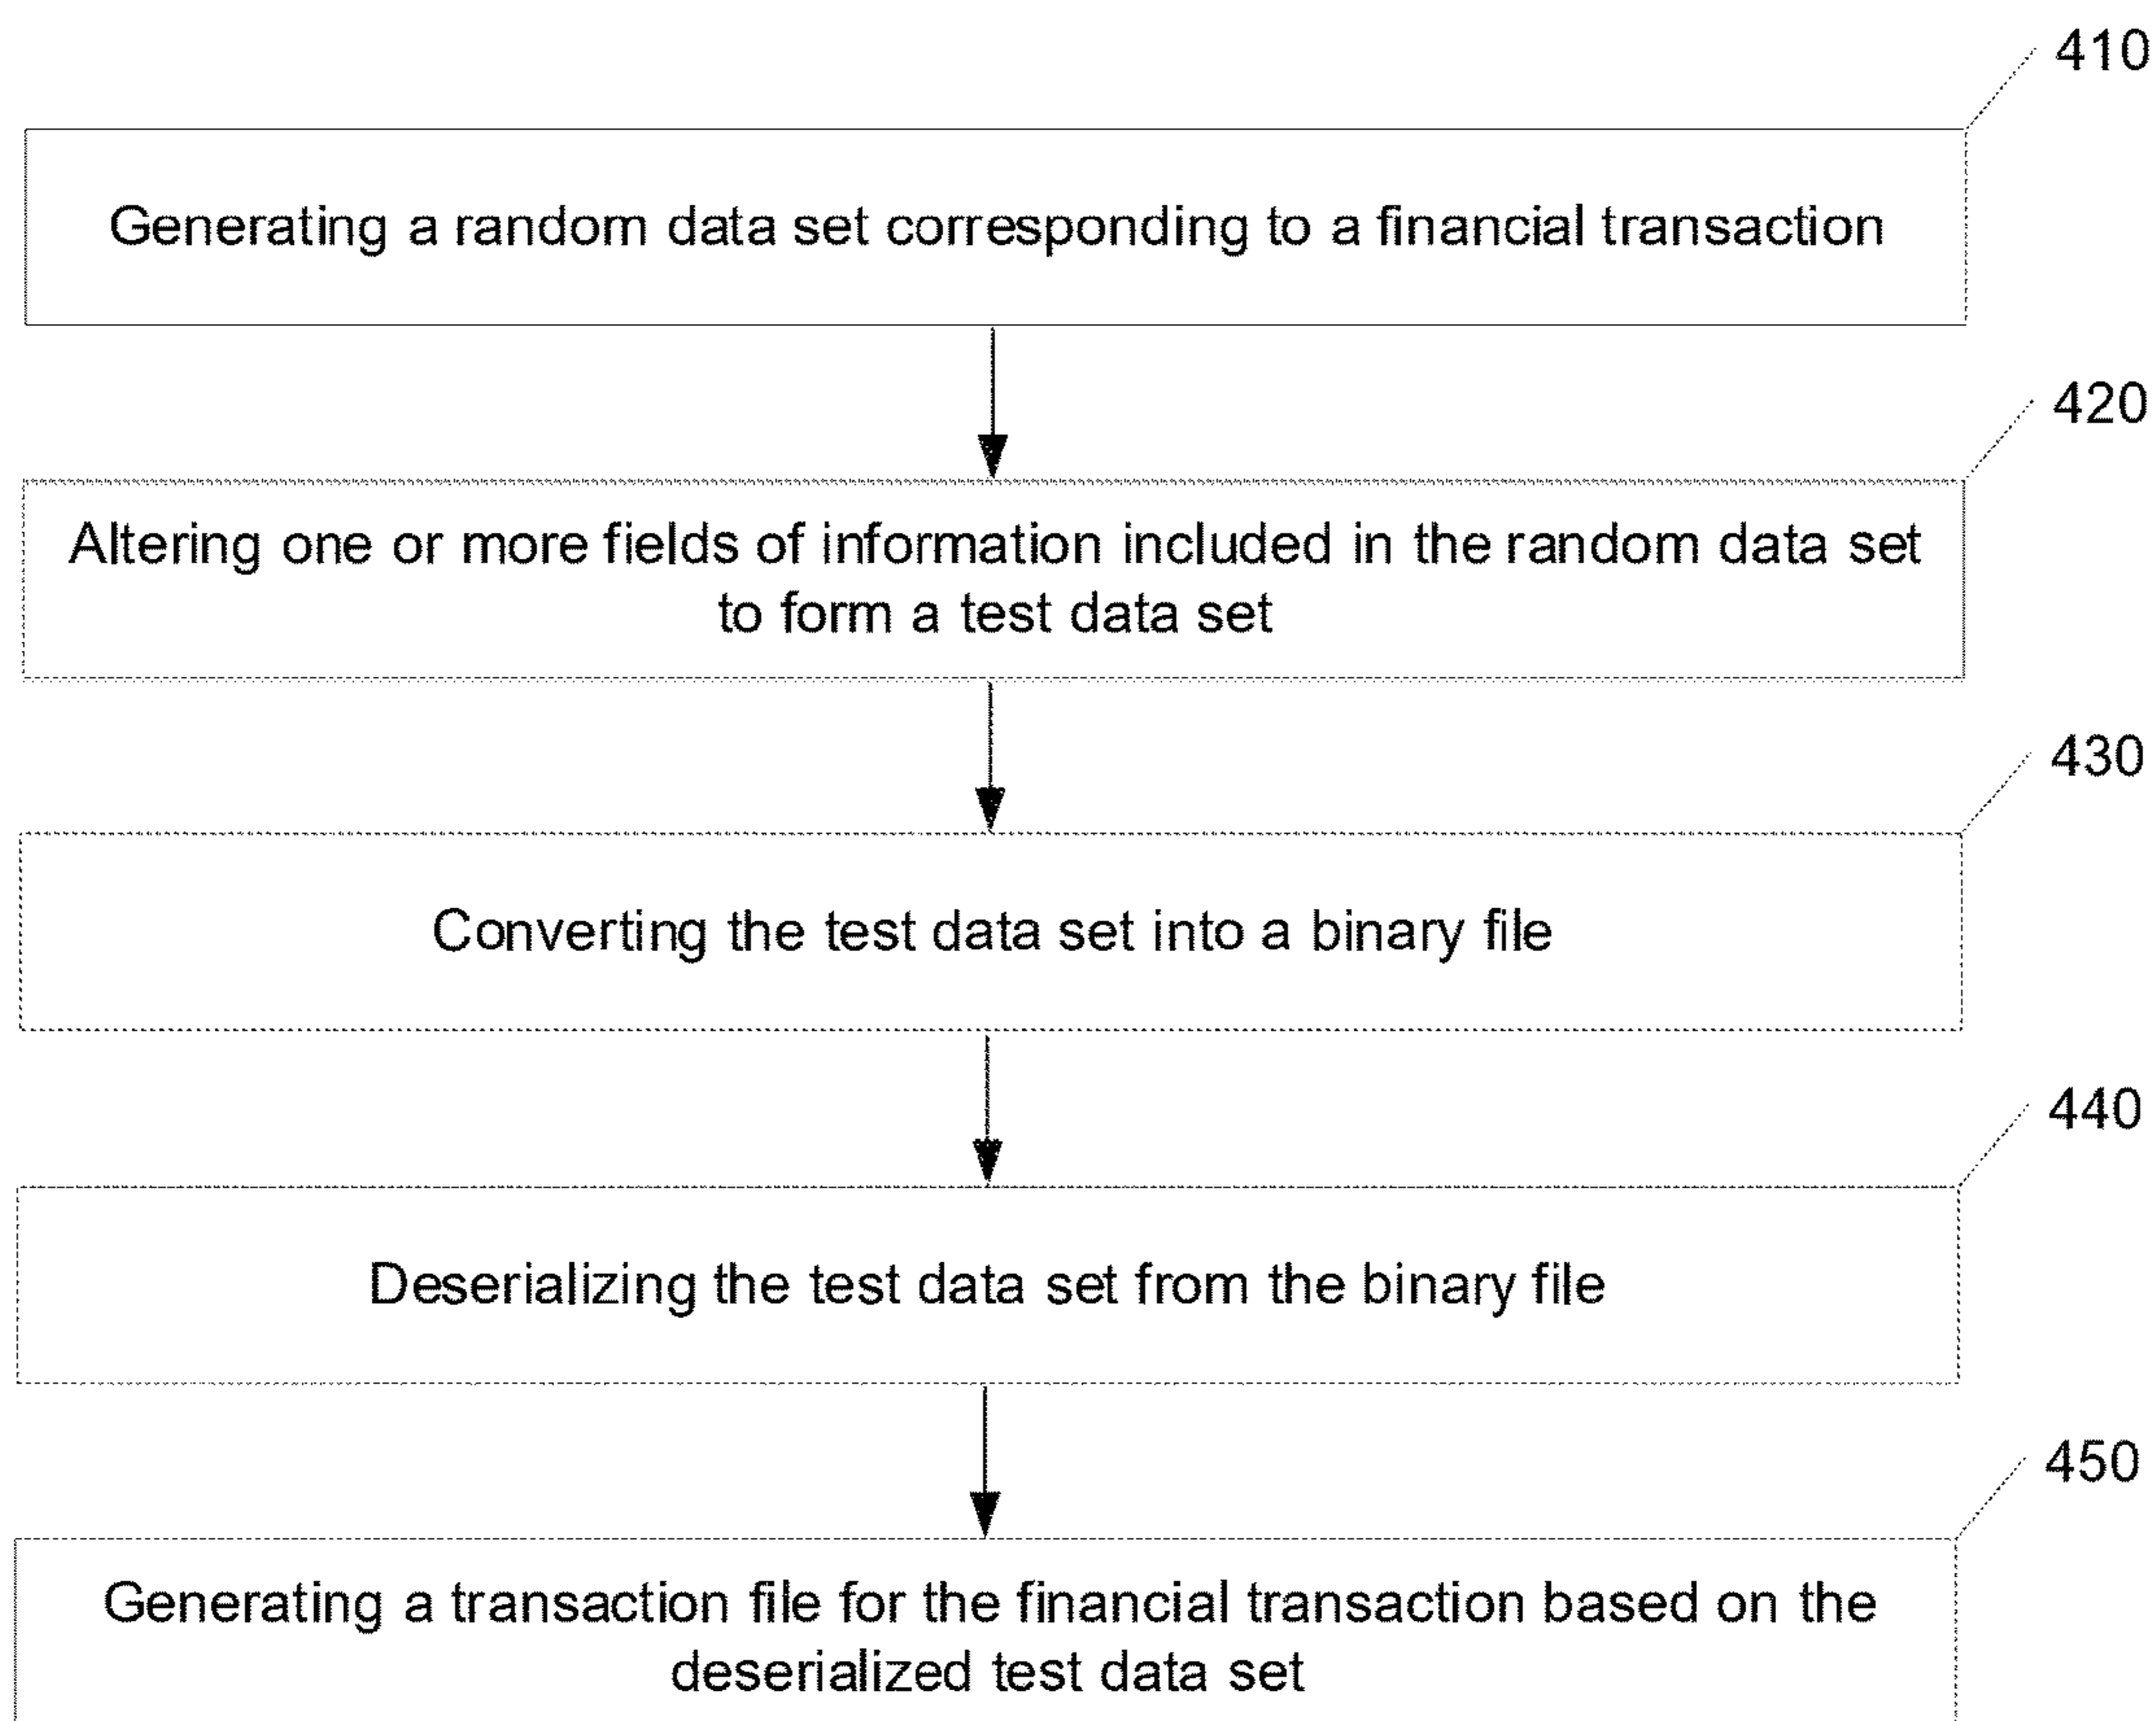 410
Generating a random data set corresponding to a financial transaction
420
Altering one or more fields of information included in the random data set
to form a test data set
430
Converting the test data set into a binary file
440
Deserializing the test data set from the binary file
450
Generating a transaction file for the financial transaction based on the
deserialized test data set